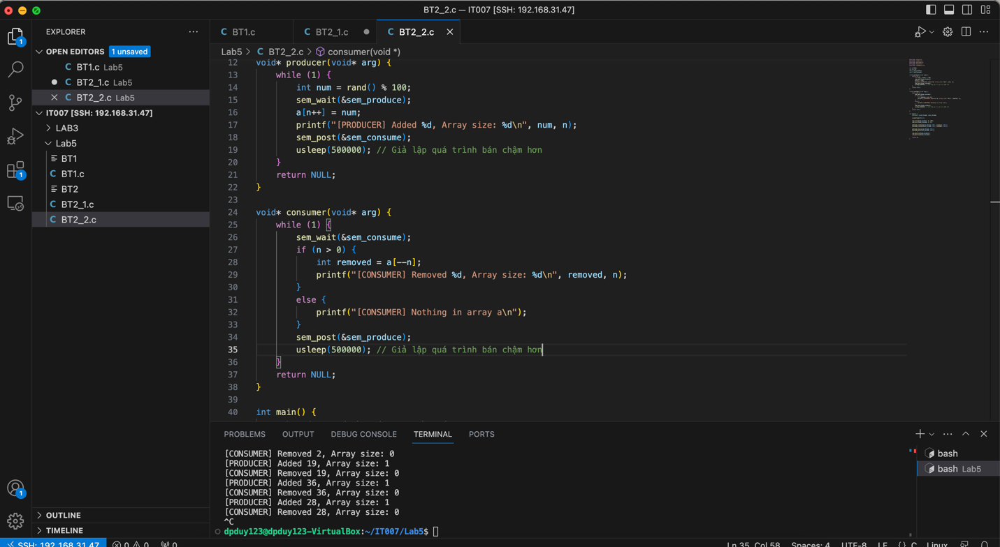 BT2_2.c — IT007 [SSH: 192.168.31.47]
EXPLORER
OPEN EDITORS 1 unsaved
C BT1.c Lab5
C BT2_1.c Lab5
C BT2_2.c Lab5
IT007 [SSH: 192.168.31.47]
LAB3
Lab5
BT1
C BT1.c
BT2
C BT2_1.c
C BT2_2.c
OUTLINE
TIMELINE
1
1
1
C BT1.c
C BT2_1.c
C BT2_2.c
Lab5 > C BT2_2.c > consumer(void *)
12 void* producer(void* arg) {
13 while (1) {
14 int num = rand() % 100;
15 sem_wait(&sem_produce);
16 a[n++] = num;
17 printf("[PRODUCER] Added %d, Array size: %d\n", num, n);
18 sem_post(&sem_consume);
19 usleep(500000); // Giả lập quá trình bán chậm hơn
20 }
21 return NULL;
22 }
23
24 void* consumer(void* arg) {
25 while (1) {
26 sem_wait(&sem_consume);
27 if (n > 0) {
28 int removed = a[--n];
29 printf("[CONSUMER] Removed %d, Array size: %d\n", removed, n);
30 }
31 else {
32 printf("[CONSUMER] Nothing in array a\n");
33 }
34 sem_post(&sem_produce);
35 usleep(500000); // Giả lập quá trình bán chậm hơn
36 }
37 return NULL;
38 }
39
40 int main() {
PROBLEMS OUTPUT DEBUG CONSOLE TERMINAL PORTS
[CONSUMER] Removed 2, Array size: 0
[PRODUCER] Added 19, Array size: 1
[CONSUMER] Removed 19, Array size: 0
[PRODUCER] Added 36, Array size: 1
[CONSUMER] Removed 36, Array size: 0
[PRODUCER] Added 28, Array size: 1
[CONSUMER] Removed 28, Array size: 0
^C
dpduy123@dpduy123-VirtualBox:~/IT007/Lab5$
bash
bash Lab5
SSH: 192.168.31.47 0 0 0 Ln 35, Col 58 Spaces: 4 UTF-8 LF {} C Linux